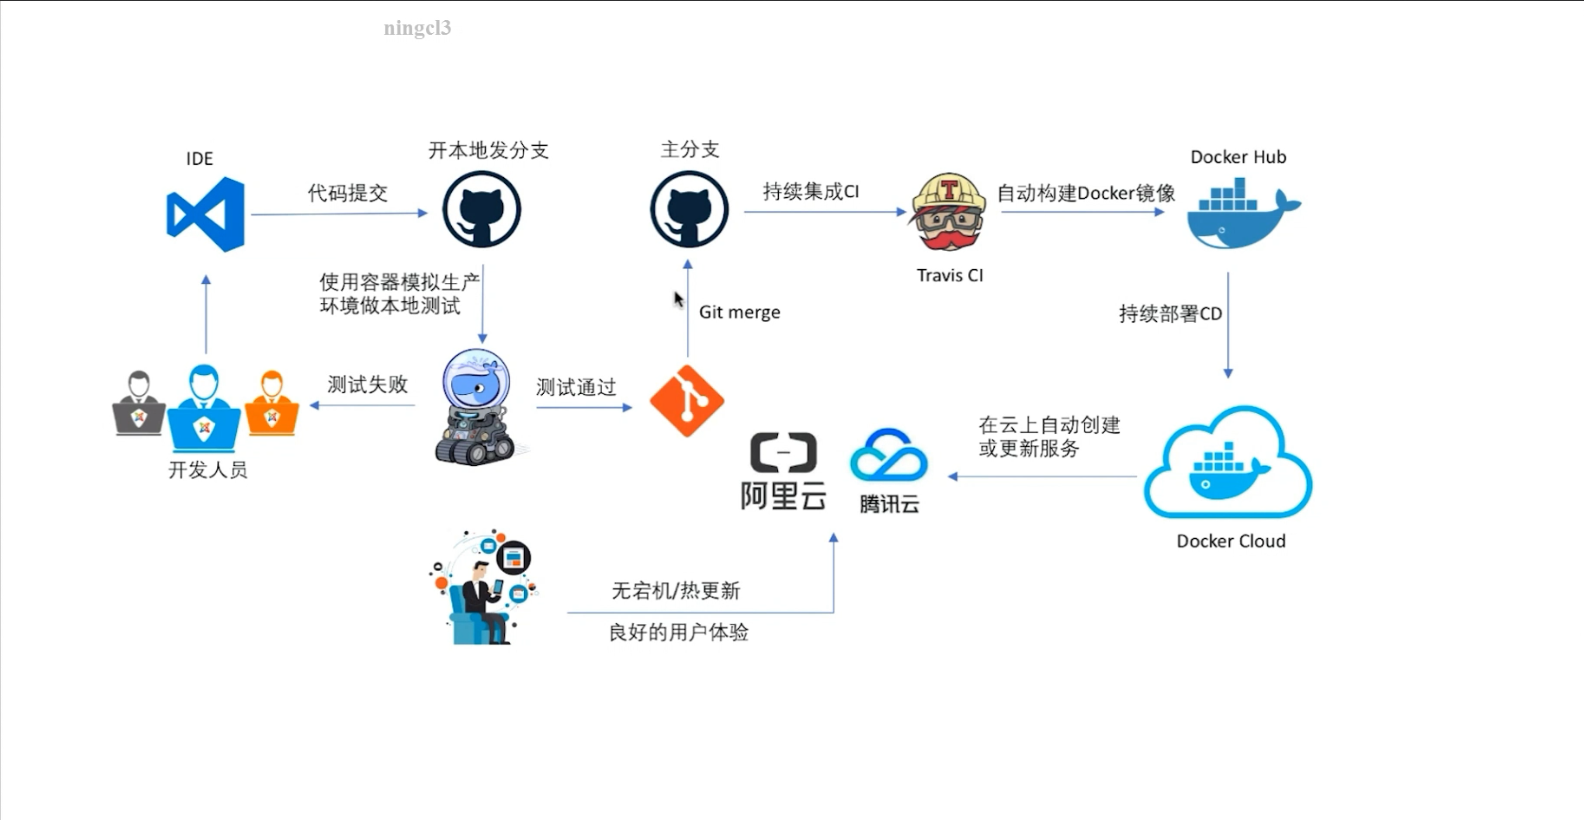 ningcl3
IDE
代码提交
开本地发分支
主分支
持续集成CI
T
Travis CI
自动构建Docker镜像
Docker Hub
使用容器模拟生产
环境做本地测试
Git merge
持续部署CD
测试失败
测试通过
开发人员
阿里云
腾讯云
在云上自动创建
或更新服务
Docker Cloud
无宕机/热更新
良好的用户体验